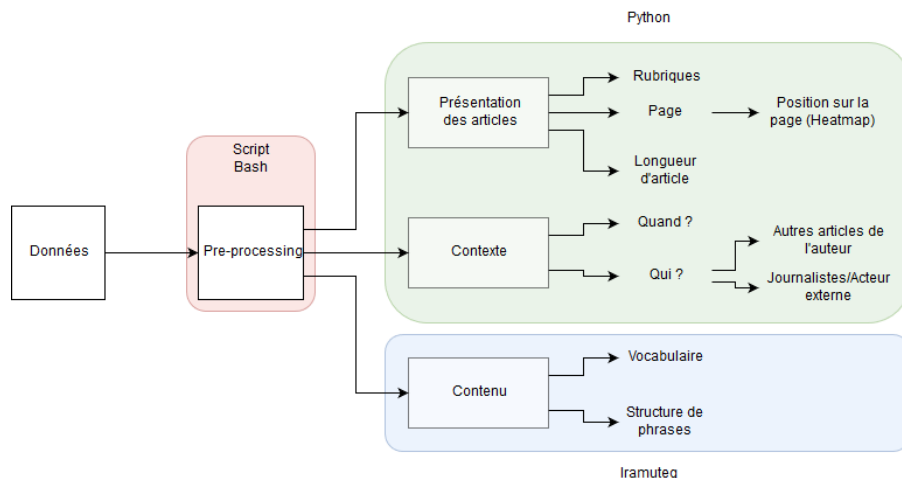 Python
Présentation
des articles
Rubriques
Page
Position sur la
page (Heatmap)
Longueur
d'article
Script
Bash
Données
Pre-processing
Contexte
Quand ?
Qui ?
Autres articles de
l'auteur
Journalistes/Acteur
externe
Contenu
Vocabulaire
Structure de
phrases
Iramuteq